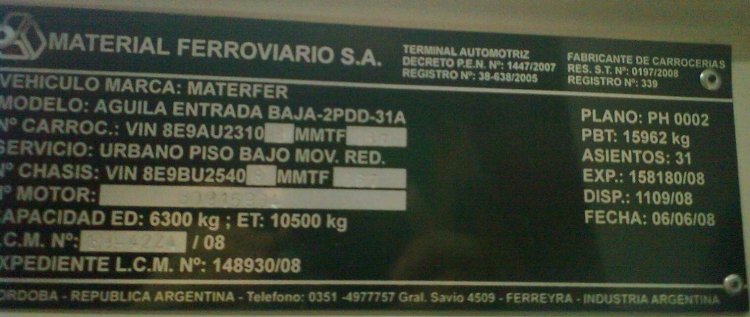 MATERIAL FERROVIARIO S.A.
TERMINAL AUTOMOTRIZ
DECRETO P.E.N. Nº: 1447/2007
REGISTRO Nº: 38-638/2005
FABRICANTE DE CARROCERIAS
RES. S.T. Nº: 0197/2008
REGISTRO Nº: 339
VEHICULO MARCA: MATERFER
MODELO: AGUILA ENTRADA BAJA-2PDD-31A
Nº CARROC.: VIN 8E9AU2310 MMTF
SERVICIO: URBANO PISO BAJO MOV. RED.
Nº CHASIS: VIN 8E9BU2540 MMTF
Nº MOTOR:
CAPACIDAD ED: 6300 kg ; ET: 10500 kg
L.C.M. Nº: / 08
EXPEDIENTE L.C.M. Nº: 148930/08
PLANO: PH 0002
PBT: 15962 kg
ASIENTOS: 31
EXP.: 158180/08
DISP.: 1109/08
FECHA: 06/06/08
CORDOBA - REPUBLICA ARGENTINA - Telefono: 0351 -4977757 Gral. Savio 4509 - FERREYRA - INDUSTRIA ARGENTINA